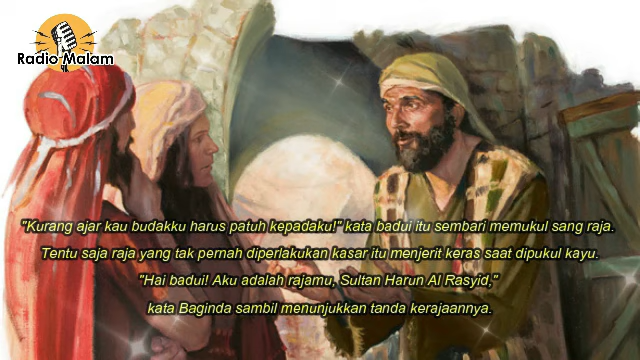 Radio Malam
"Kurang ajar kau budakku harus patuh kepadaku!" kata badui itu sembari memukul sang raja.
Tentu saja raja yang tak pernah diperlakukan kasar itu menjerit keras saat dipukul kayu.
"Hai badui! Aku adalah rajamu, Sultan Harun Al Rasyid,"
kata Baginda sambil menunjukkan tanda kerajaannya.